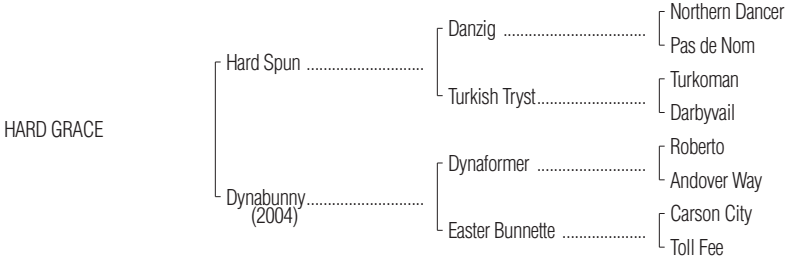 Northern Dancer
Danzig ..................................
Pas de Nom
Hard Spun ............................
Turkoman
Turkish Tryst..........................
Darbyvail
HARD GRACE
Roberto
Dynaformer ..........................
Andover Way
Dynabunny............................
(2004)
Carson City
Easter Bunnette ....................
Toll Fee